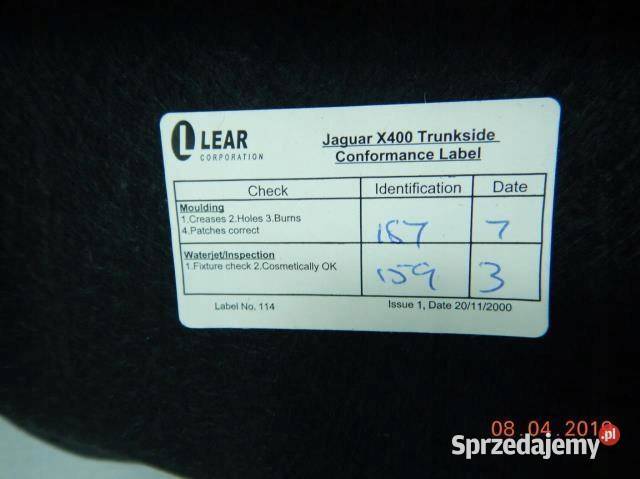 LEAR
CORPORATION
Jaguar X400 Trunkside
Conformance Label
Check Identification Date
Moulding
1.Creases 2.Holes 3.Burns
4.Patches correct
187 7
Waterjet/Inspection
1.Fixture check 2.Cosmetically OK
159 3
Label No. 114 Issue 1, Date 20/11/2000
08.04.2019
Sprzedajemy.pl